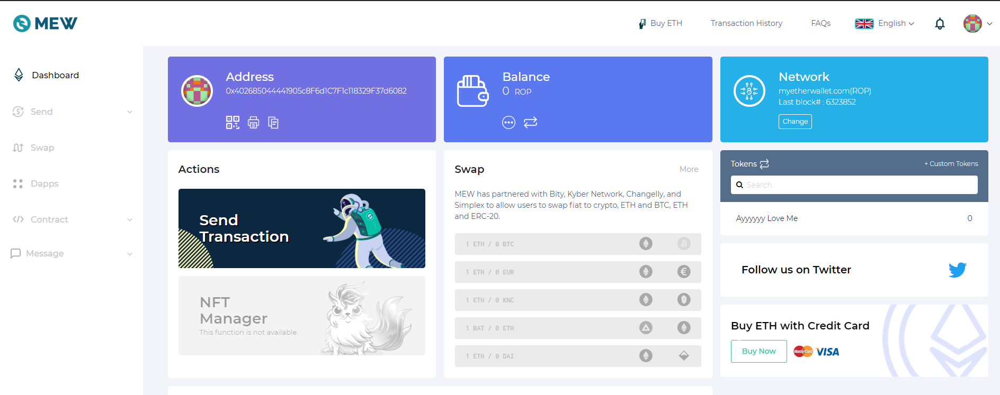 MEW
Buy ETH
Transaction History
FAQs
English
Dashboard
Send
Swap
Dapps
Contract
Message
Address
0x402685044441905c8F6d1C7F1c118329F37d6082
Balance
0 ROP
Network
myetherwallet.com(ROP)
Last block# : 6323852
Change
Actions
Send
Transaction
NFT
Manager
This function is not available.
Swap
More
MEW has partnered with Bity, Kyber Network, Changelly, and
Simplex to allow users to swap fiat to crypto, ETH and BTC, ETH
and ERC-20.
1 ETH / 0 BTC
1 ETH / 0 EUR
1 ETH / 0 KNC
1 BAT / 0 ETH
1 ETH / 0 DAI
Tokens
+ Custom Tokens
Search
Ayyyyyy Love Me 0
Follow us on Twitter
Buy ETH with Credit Card
Buy Now
MasterCard
VISA